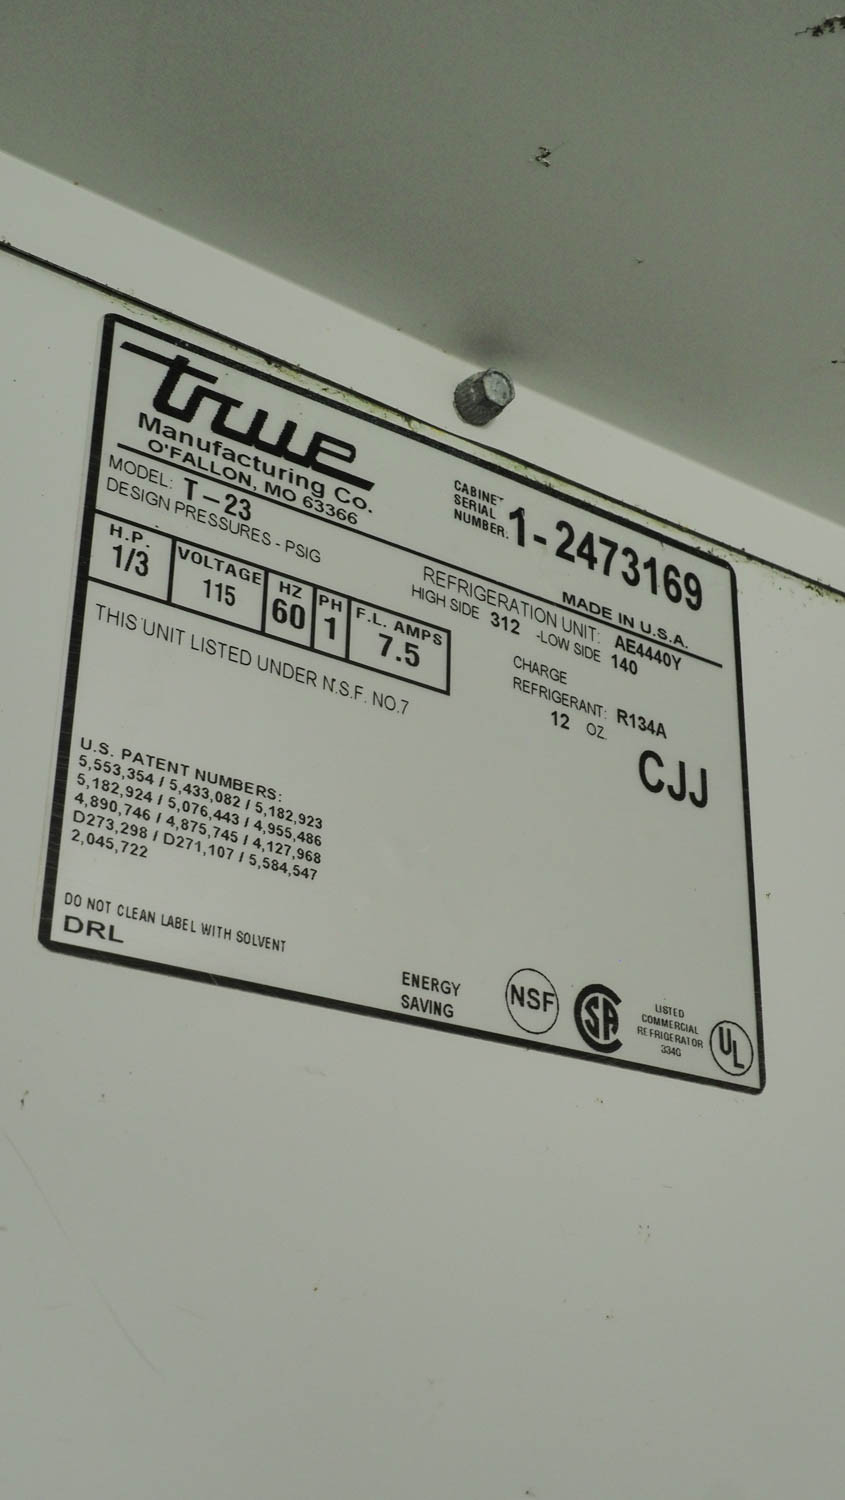 true
Manufacturing Co.
O'FALLON, MO 63366
CABINET
SERIAL
NUMBER:
1-2473169
MADE IN U.S.A.
MODEL: T-23
REFRIGERATION UNIT: AE4440Y
DESIGN PRESSURES - PSIG
HIGH SIDE 312 -LOW SIDE 140
H.P. VOLTAGE HZ PH F.L. AMPS
1/3 115 60 1 7.5
CHARGE
REFRIGERANT: R134A
12 OZ.
THIS UNIT LISTED UNDER N.S.F. NO.7
CJJ
U.S. PATENT NUMBERS:
5,553,354 / 5,433,082 / 5,182,923
5,182,924 / 5,076,443 / 4,955,486
4,890,746 / 4,875,745 / 4,127,968
D273,298 / D271,107 / 5,584,547
2,045,722
DO NOT CLEAN LABEL WITH SOLVENT
DRL
ENERGY
SAVING
NSF
SA
LISTED
COMMERCIAL
REFRIGERATOR
334G
UL